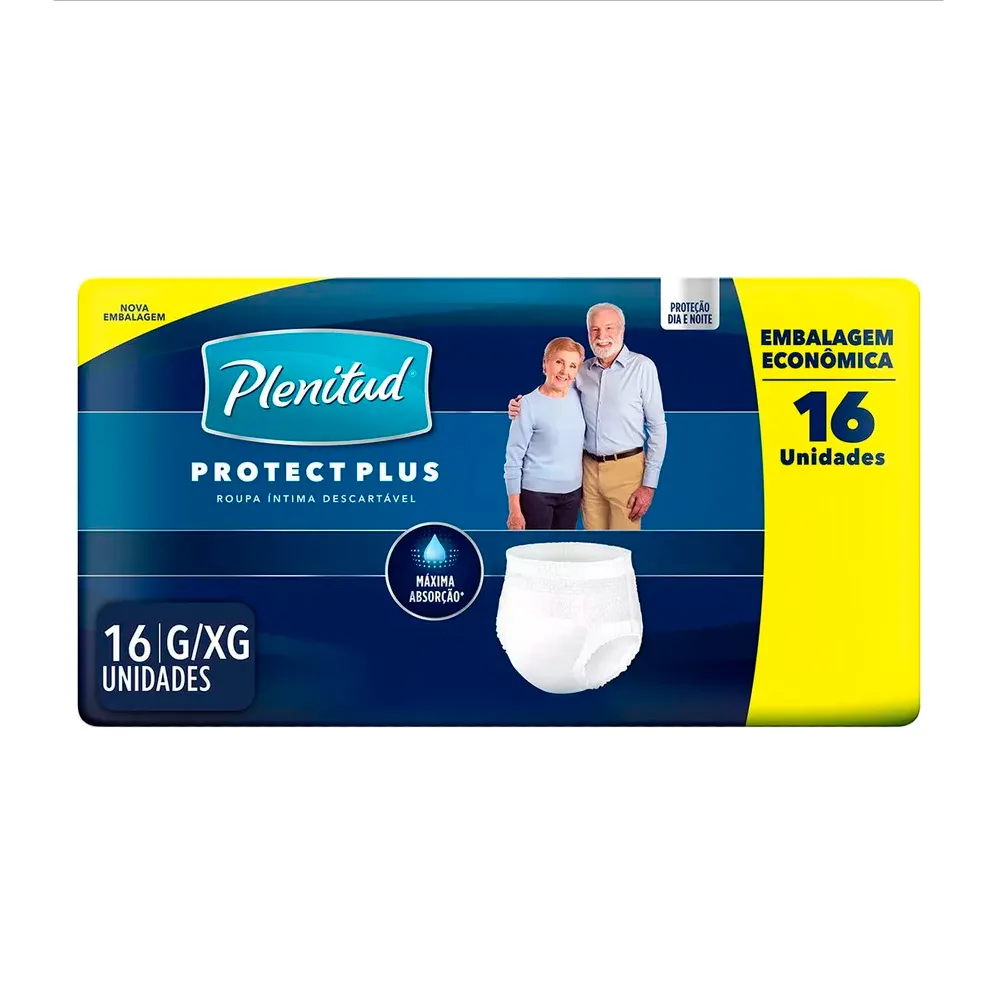 NOVA
EMBALAGEM
Plenitud®
PROTECT PLUS
ROUPA ÍNTIMA DESCARTÁVEL
PROTEÇÃO
DIA E NOITE
EMBALAGEM
ECONÔMICA
16
Unidades
MÁXIMA
ABSORÇÃO*
16 | G/XG
UNIDADES